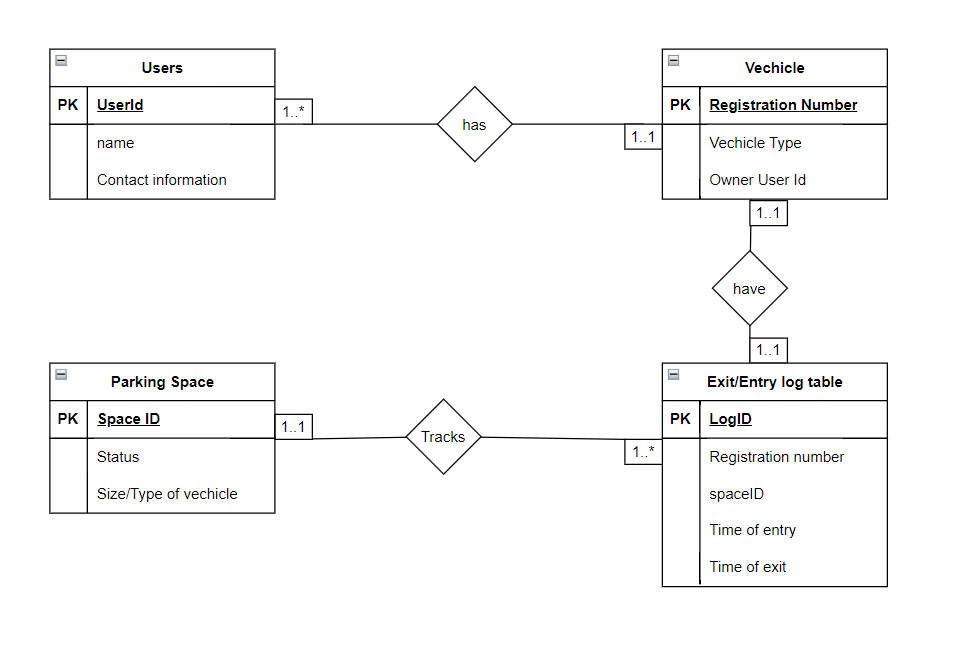 Users
PK UserId
name
Contact information
1..*
has
1..1
Vechicle
PK Registration Number
Vechicle Type
Owner User Id
1..1
have
1..1
Parking Space
PK Space ID
Status
Size/Type of vechicle
1..1
Tracks
1..*
Exit/Entry log table
PK LogID
Registration number
spaceID
Time of entry
Time of exit